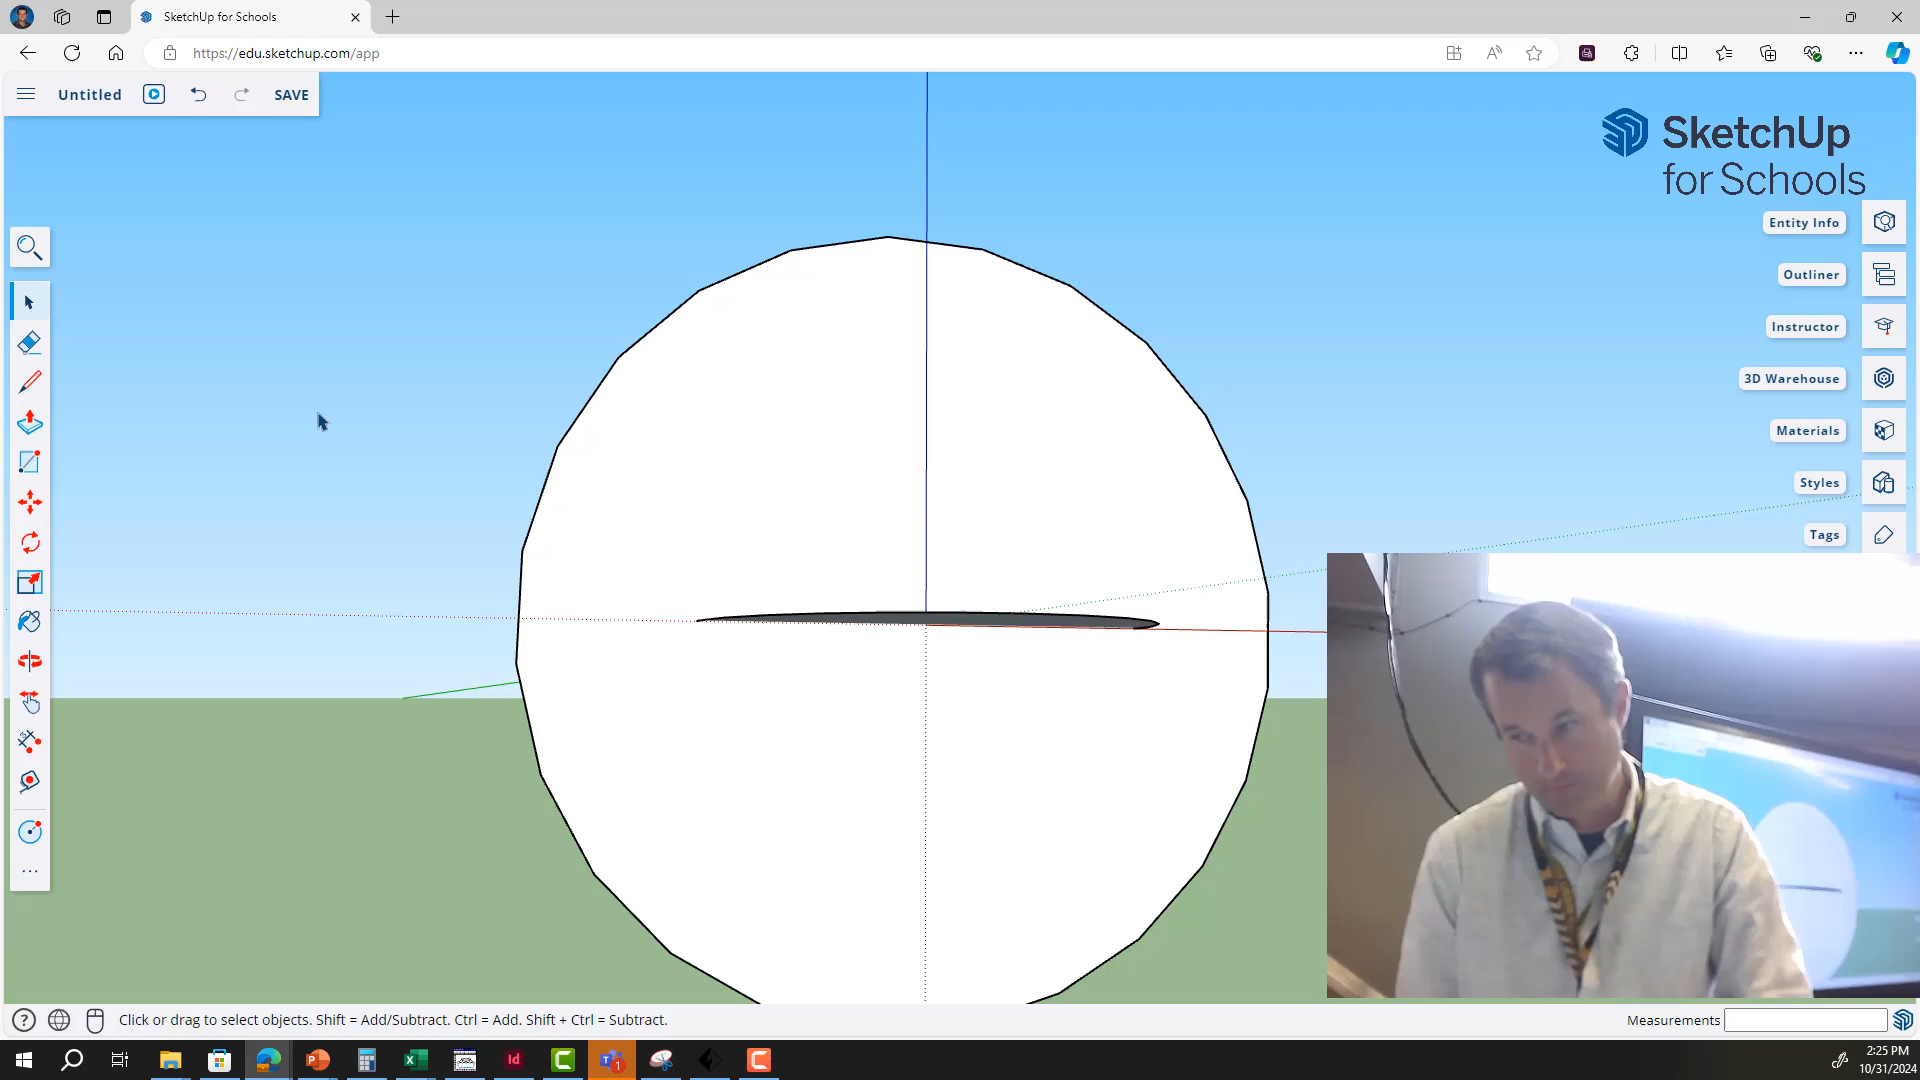 SketchUp for Schools
https://edu.sketchup.com/app
Untitled
SAVE
SketchUp
for Schools
Entity Info
Outliner
Instructor
3D Warehouse
Materials
Styles
Tags
Click or drag to select objects. Shift = Add/Subtract. Ctrl = Add. Shift + Ctrl = Subtract.
Measurements
2:25 PM
10/31/2024